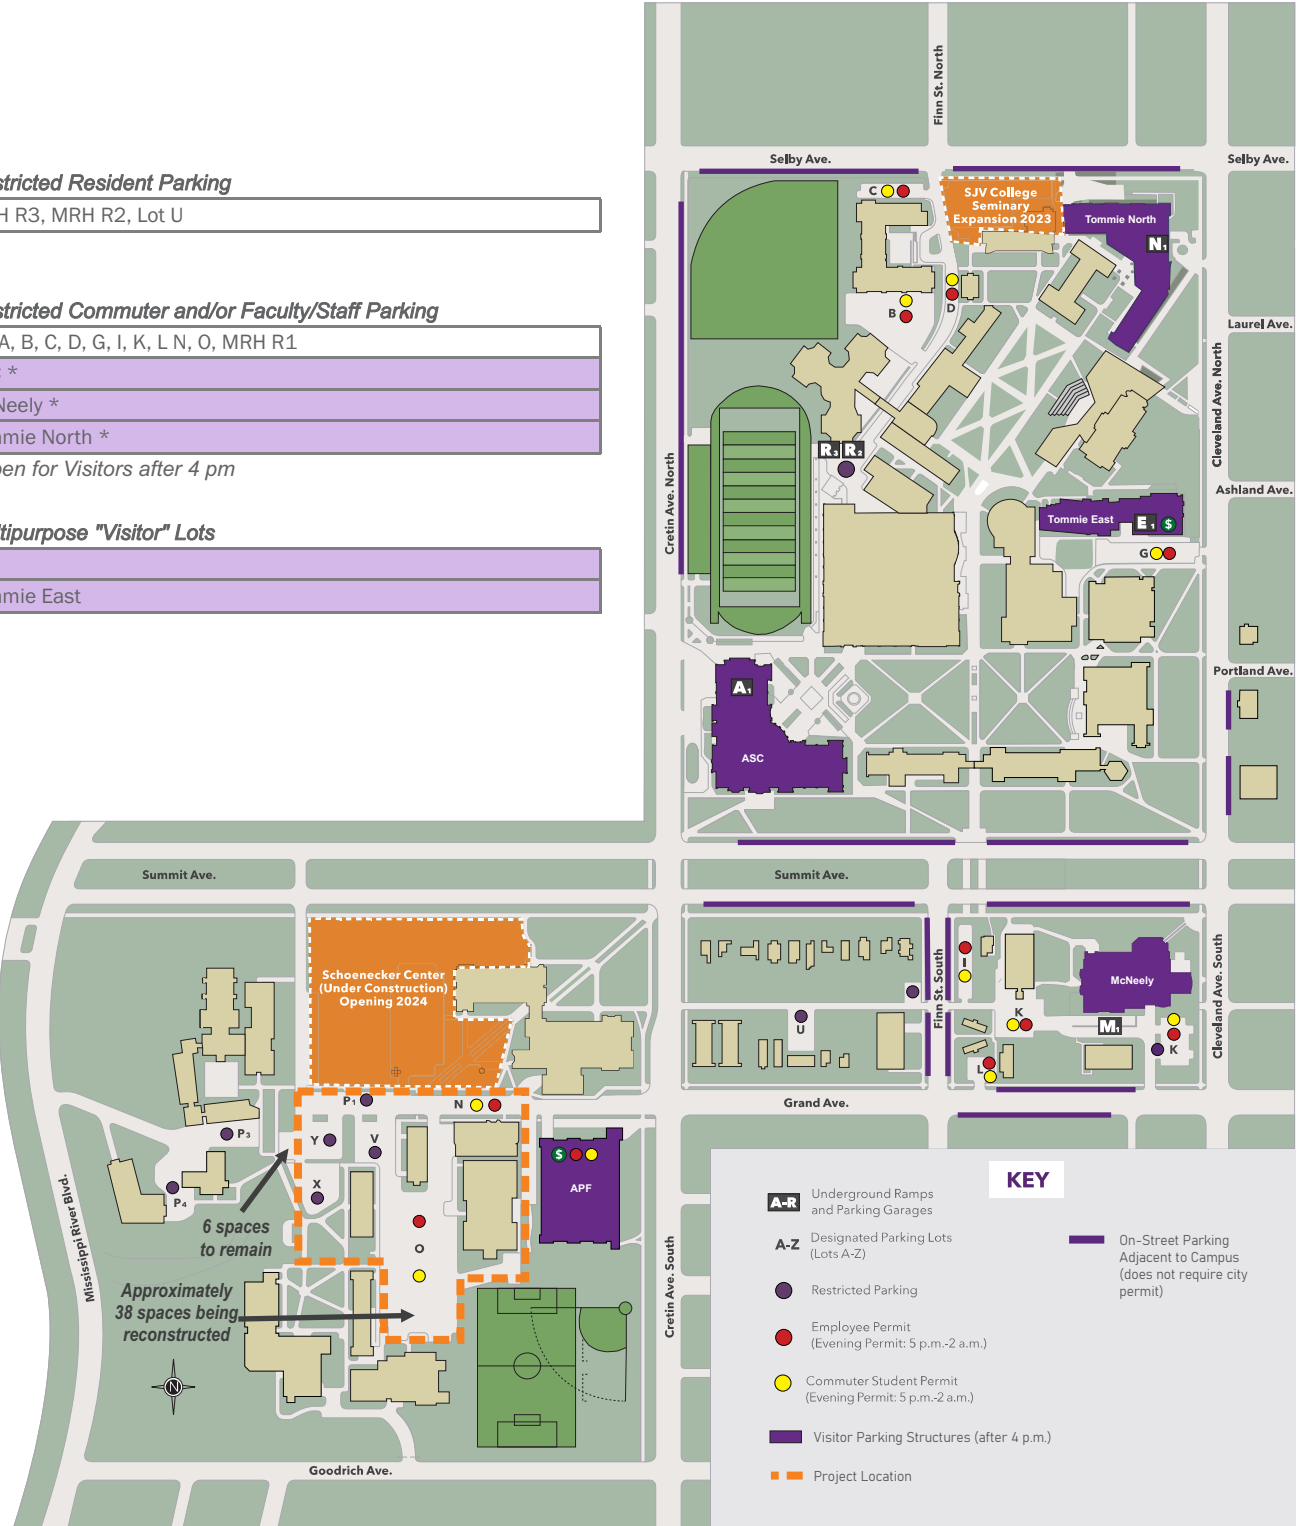 stricted Resident Parking
H R3, MRH R2, Lot U
stricted Commuter and/or Faculty/Staff Parking
A, B, C, D, G, I, K, L N, O, MRH R1
*
Neely *
mmie North *
pen for Visitors after 4 pm
ltipurpose "Visitor" Lots
mmie East
Finn St. North
Selby Ave.
Selby Ave.
C
SJV College
Seminary
Expansion 2023
Tommie North
N1
D
B
Laurel Ave.
Cleveland Ave. North
Cretin Ave. North
R3 R2
Ashland Ave.
Tommie East
E1 $
G
Portland Ave.
A1
ASC
Summit Ave.
Summit Ave.
Schoenecker Center
(Under Construction)
Opening 2024
Finn St. South
I
McNeely
Cleveland Ave. South
U
K
M1
K
L
Grand Ave.
P1
N
P3
Y
V
$
APF
X
P4
Mississippi River Blvd.
6 spaces
to remain
O
Cretin Ave. South
Approximately
38 spaces being
reconstructed
N
Goodrich Ave.
KEY
A-R
Underground Ramps
and Parking Garages
A-Z
Designated Parking Lots
(Lots A-Z)
Restricted Parking
Employee Permit
(Evening Permit: 5 p.m.-2 a.m.)
Commuter Student Permit
(Evening Permit: 5 p.m.-2 a.m.)
Visitor Parking Structures (after 4 p.m.)
Project Location
On-Street Parking
Adjacent to Campus
(does not require city
permit)